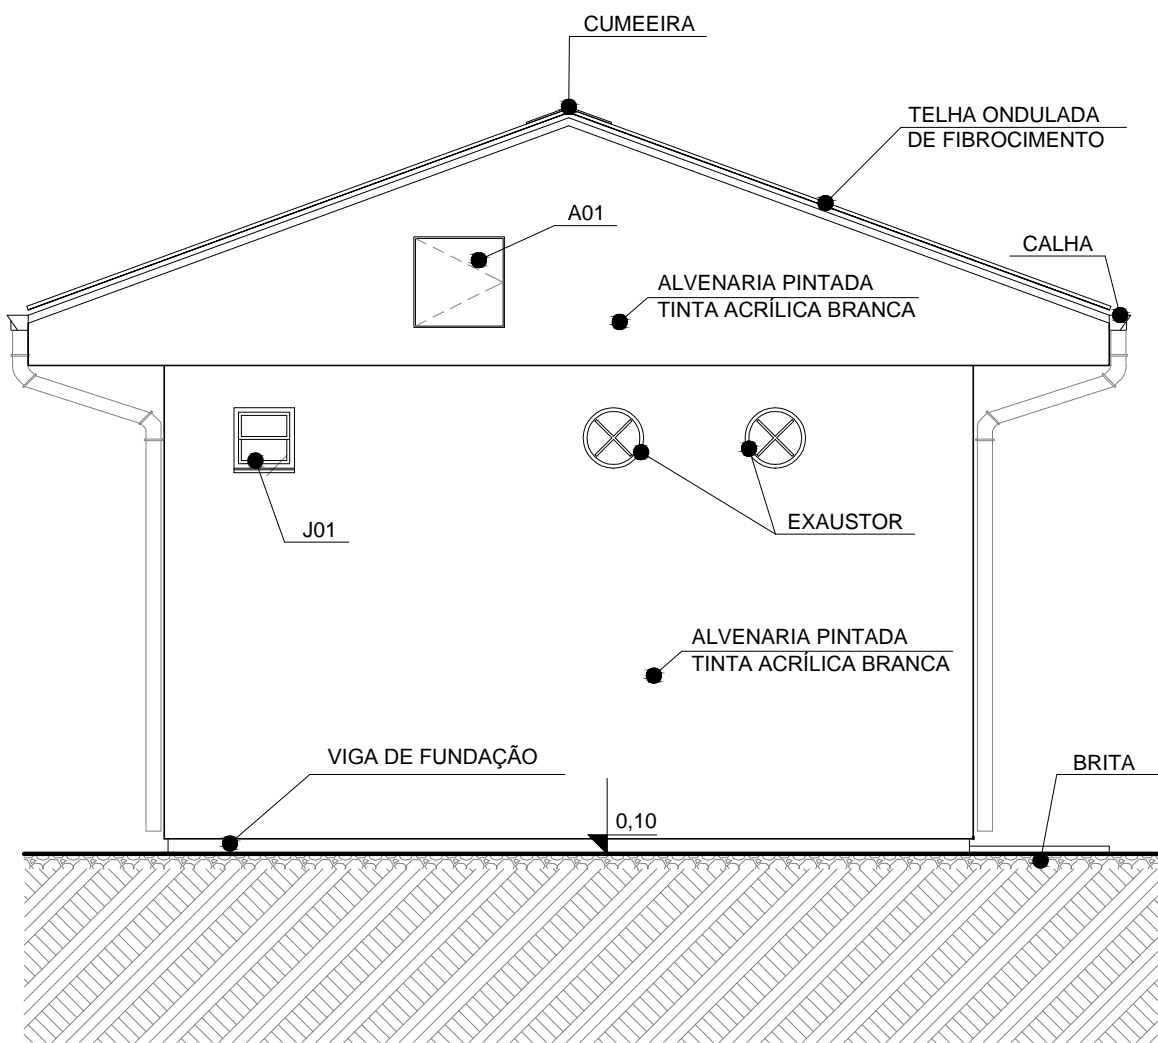 CUMEEIRA
TELHA ONDULADA
DE FIBROCIMENTO
A01
CALHA
ALVENARIA PINTADA
TINTA ACRÍLICA BRANCA
J01
EXAUSTOR
ALVENARIA PINTADA
TINTA ACRÍLICA BRANCA
VIGA DE FUNDAÇÃO
BRITA
0,10